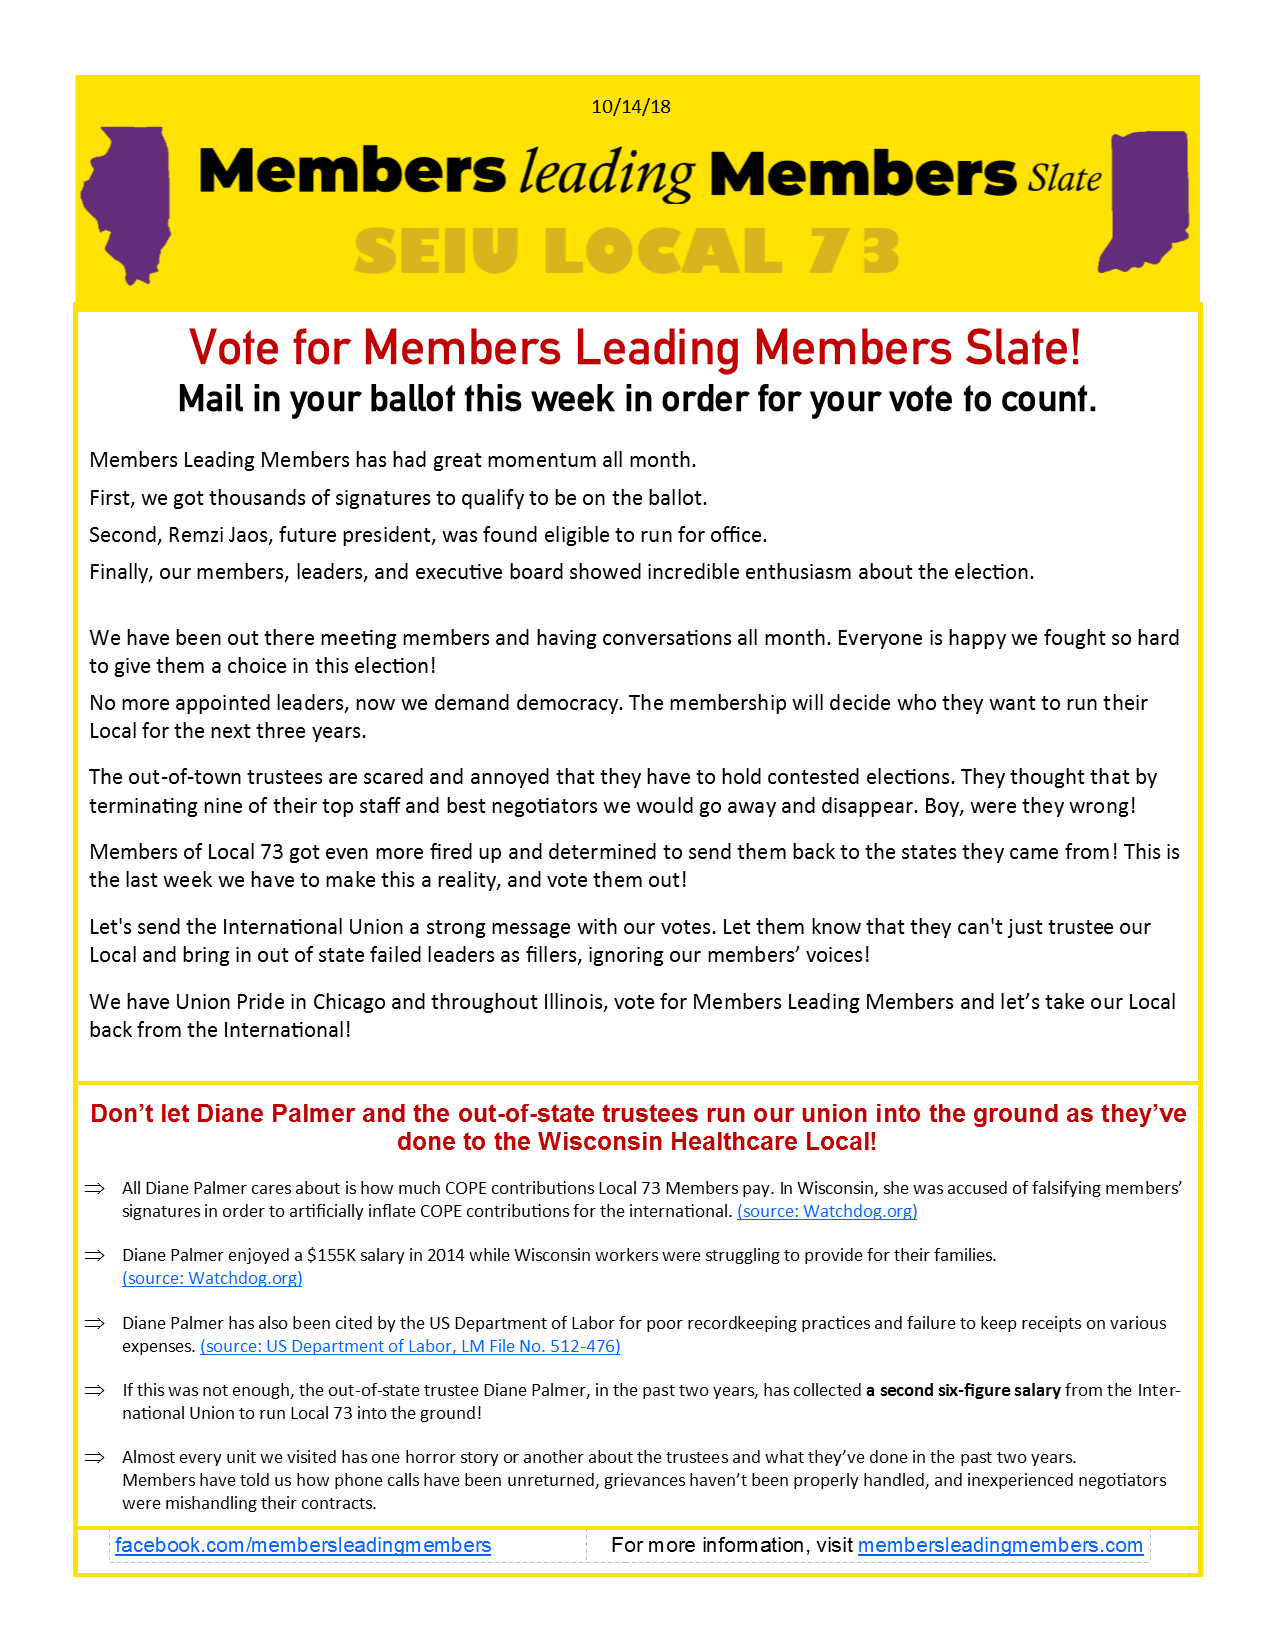 10/14/18
Members leading Members Slate
SEIU LOCAL 73
Vote for Members Leading Members Slate!
Mail in your ballot this week in order for your vote to count.
Members Leading Members has had great momentum all month.
First, we got thousands of signatures to qualify to be on the ballot.
Second, Remzi Jaos, future president, was found eligible to run for office.
Finally, our members, leaders, and executive board showed incredible enthusiasm about the election.
We have been out there meeting members and having conversations all month. Everyone is happy we fought so hard
to give them a choice in this election!
No more appointed leaders, now we demand democracy. The membership will decide who they want to run their
Local for the next three years.
The out-of-town trustees are scared and annoyed that they have to hold contested elections. They thought that by
terminating nine of their top staff and best negotiators we would go away and disappear. Boy, were they wrong!
Members of Local 73 got even more fired up and determined to send them back to the states they came from! This is
the last week we have to make this a reality, and vote them out!
Let's send the International Union a strong message with our votes. Let them know that they can't just trustee our
Local and bring in out of state failed leaders as fillers, ignoring our members’ voices!
We have Union Pride in Chicago and throughout Illinois, vote for Members Leading Members and let’s take our Local
back from the International!
Don’t let Diane Palmer and the out-of-state trustees run our union into the ground as they’ve
done to the Wisconsin Healthcare Local!
⇒ All Diane Palmer cares about is how much COPE contributions Local 73 Members pay. In Wisconsin, she was accused of falsifying members’
signatures in order to artificially inflate COPE contributions for the international. (source: Watchdog.org)
⇒ Diane Palmer enjoyed a $155K salary in 2014 while Wisconsin workers were struggling to provide for their families.
(source: Watchdog.org)
⇒ Diane Palmer has also been cited by the US Department of Labor for poor recordkeeping practices and failure to keep receipts on various
expenses. (source: US Department of Labor, LM File No. 512-476)
⇒ If this was not enough, the out-of-state trustee Diane Palmer, in the past two years, has collected a second six-figure salary from the Inter-
national Union to run Local 73 into the ground!
⇒ Almost every unit we visited has one horror story or another about the trustees and what they’ve done in the past two years.
Members have told us how phone calls have been unreturned, grievances haven’t been properly handled, and inexperienced negotiators
were mishandling their contracts.
facebook.com/membersleadingmembers For more information, visit membersleadingmembers.com